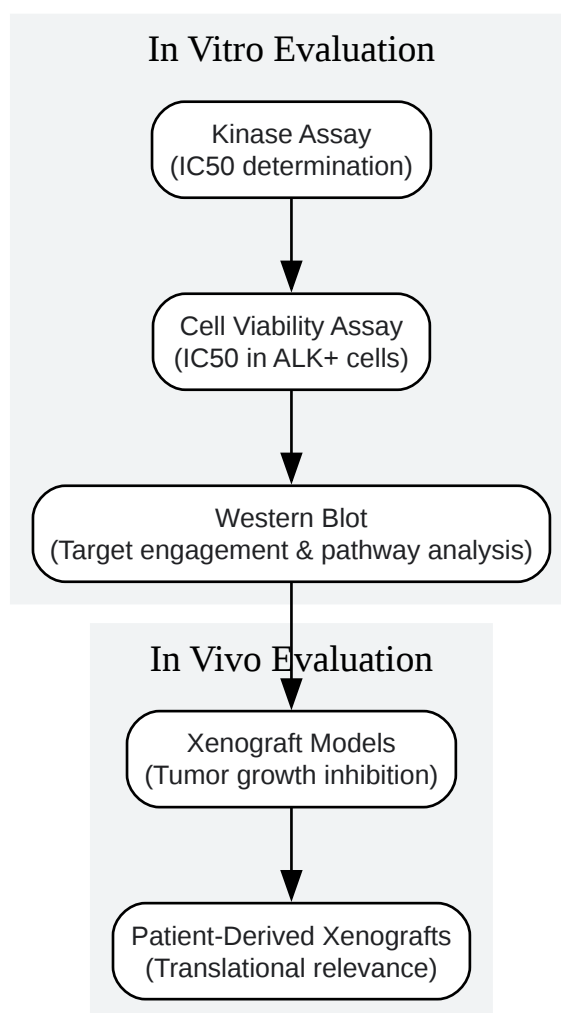 In Vitro Evaluation
Kinase Assay
(IC50 determination)
Cell Viability Assay
(IC50 in ALK+ cells)
Western Blot
(Target engagement & pathway analysis)
In Vivo Evaluation
Xenograft Models
(Tumor growth inhibition)
Patient-Derived Xenografts
(Translational relevance)